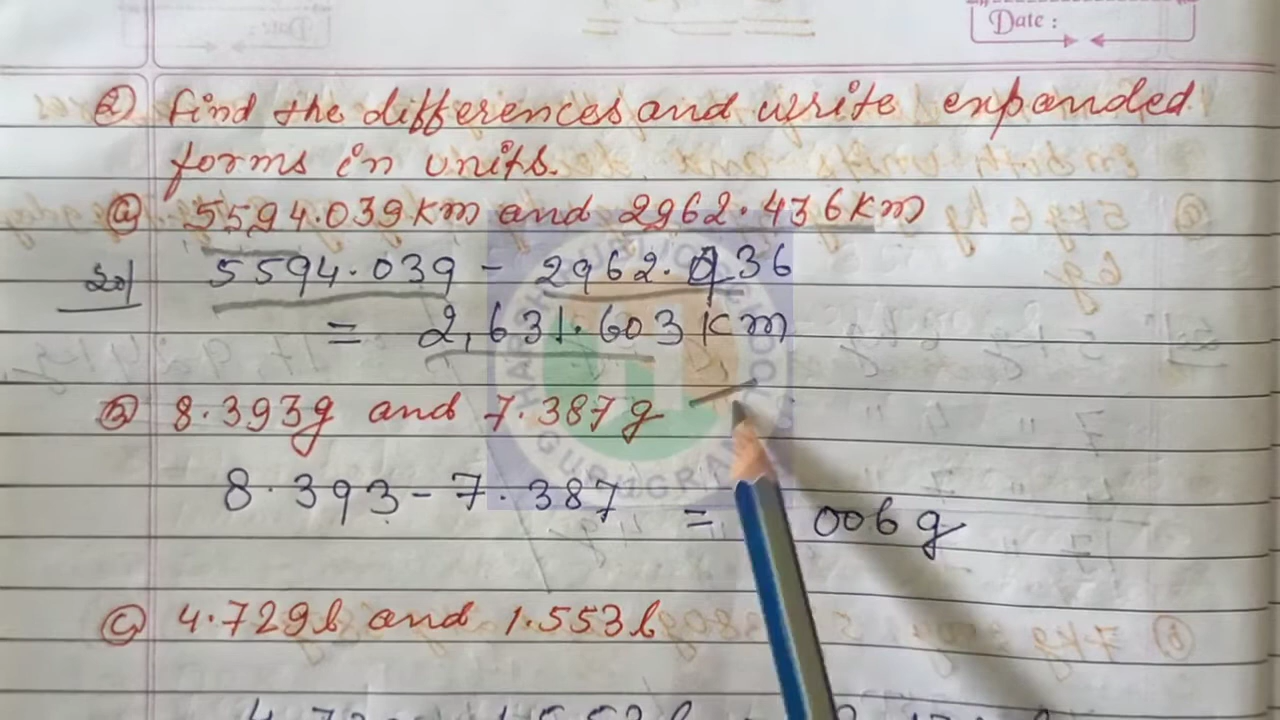 Date :
② Find the differences and write expanded
forms in units.
ⓐ 5594.039 Km and 2962.436 Km
Sol 5594.039 - 2962.436
= 2,631.603 Km
ⓑ 8.393g and 7.387g
8.393 - 7.387 = 006 g
ⓒ 4.729l and 1.553l